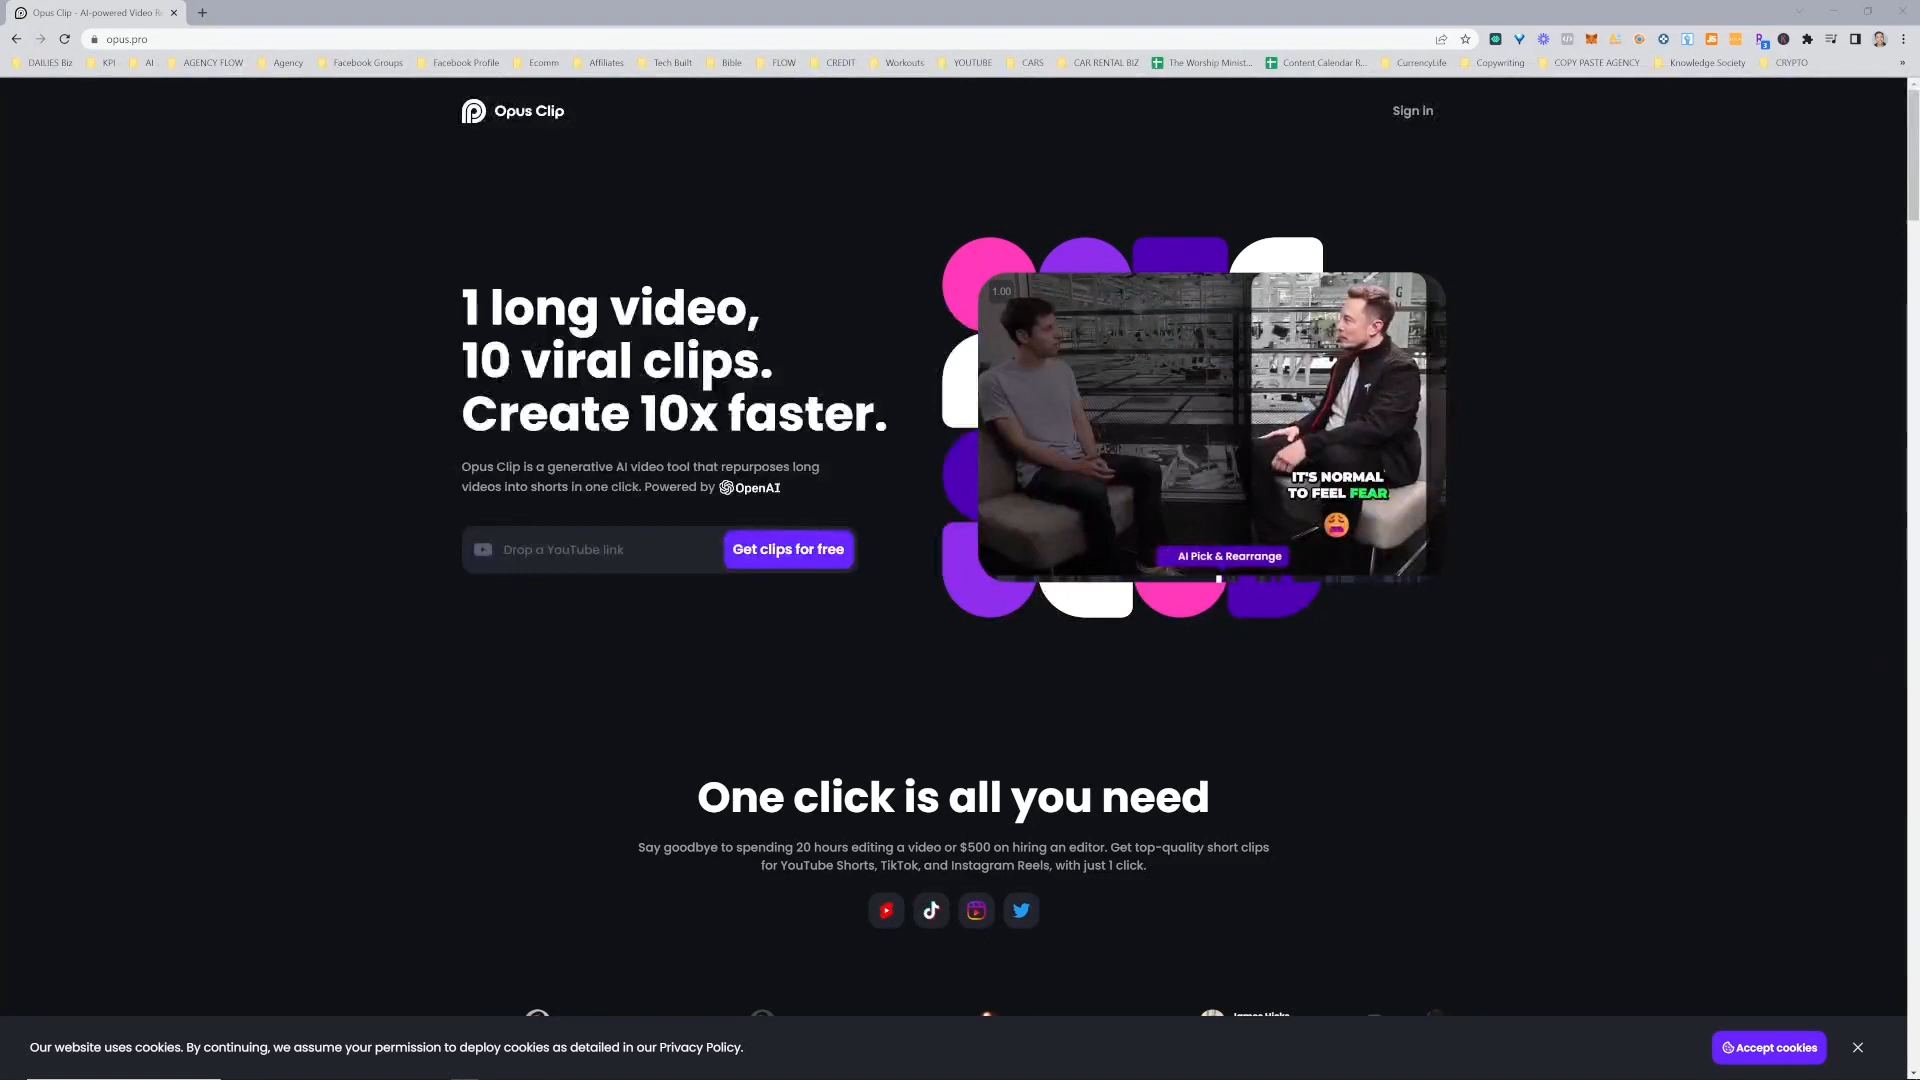 Opus Clip - AI-powered Video Re
opus.pro
DAILIES Biz
KPI
AI
AGENCY FLOW
Agency
Facebook Groups
Facebook Profile
Ecomm
Affiliates
Tech Built
Bible
FLOW
CREDIT
Workouts
YOUTUBE
CARS
CAR RENTAL BIZ
The Worship Minist...
Content Calendar R...
CurrencyLife
Copywriting
COPY PASTE AGENCY
Knowledge Society
CRYPTO
»
Opus Clip
Sign in
1 long video,
10 viral clips.
Create 10x faster.
Opus Clip is a generative AI video tool that repurposes long
videos into shorts in one click. Powered by OpenAI
Drop a YouTube link
Get clips for free
1.00
IT'S NORMAL
TO FEEL FEAR
AI Pick & Rearrange
One click is all you need
Say goodbye to spending 20 hours editing a video or $500 on hiring an editor. Get top-quality short clips
for YouTube Shorts, TikTok, and Instagram Reels, with just 1 click.
Our website uses cookies. By continuing, we assume your permission to deploy cookies as detailed in our Privacy Policy.
Accept cookies